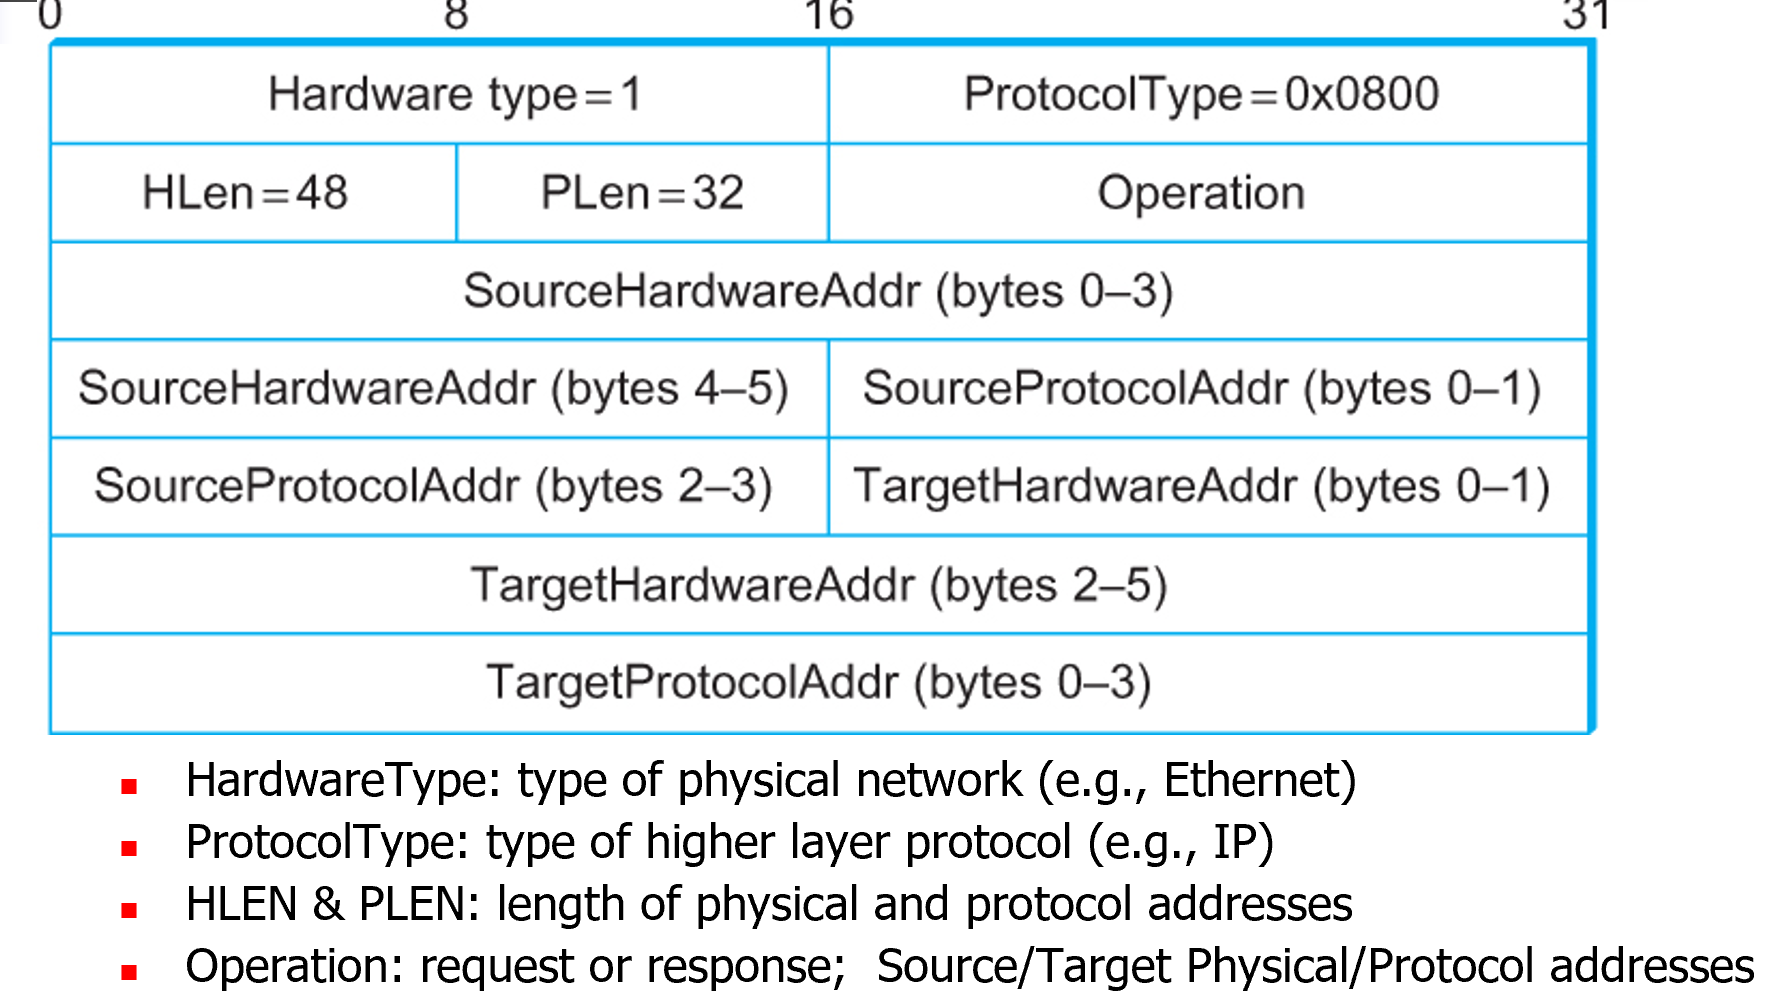 0 8 16 31
Hardware type=1 ProtocolType=0x0800
HLen=48 PLen=32 Operation
SourceHardwareAddr (bytes 0–3)
SourceHardwareAddr (bytes 4–5) SourceProtocolAddr (bytes 0–1)
SourceProtocolAddr (bytes 2–3) TargetHardwareAddr (bytes 0–1)
TargetHardwareAddr (bytes 2–5)
TargetProtocolAddr (bytes 0–3)
HardwareType: type of physical network (e.g., Ethernet)
ProtocolType: type of higher layer protocol (e.g., IP)
HLEN & PLEN: length of physical and protocol addresses
Operation: request or response; Source/Target Physical/Protocol addresses